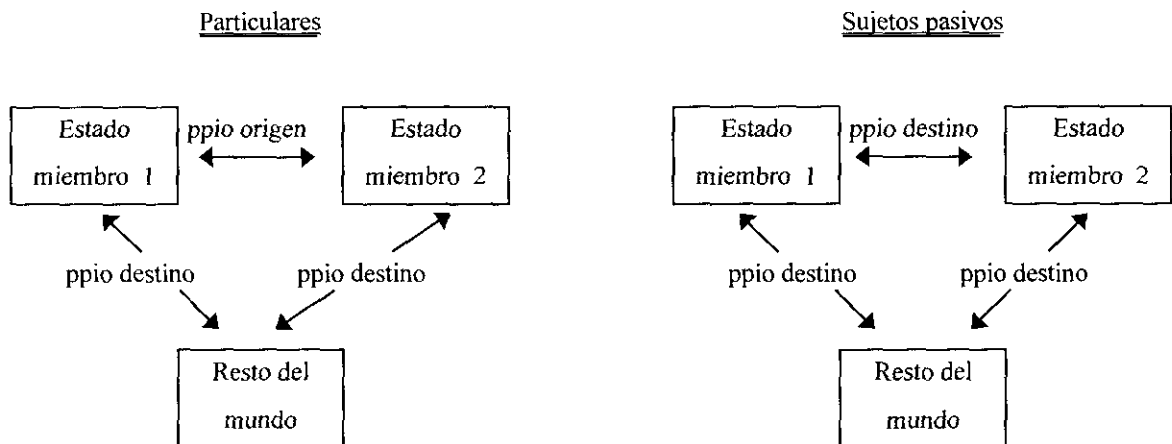 Particulares
Estado
miembro 1
ppio origen
Estado
miembro 2
ppio destino
ppio destino
Resto del
mundo
Sujetos pasivos
Estado
miembro 1
ppio destino
Estado
miembro 2
ppio destino
ppio destino
Resto del
mundo